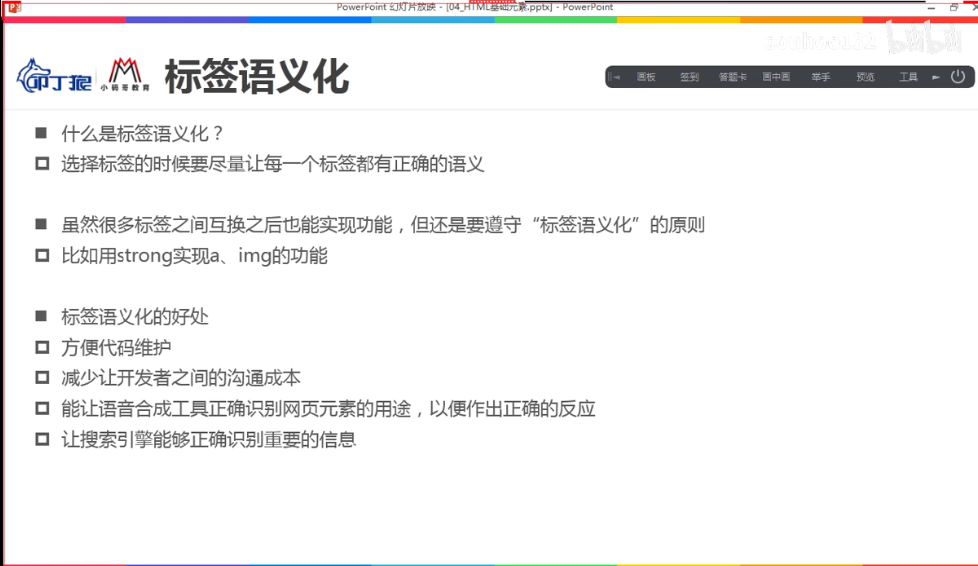 PowerPoint 幻灯片放映 - [04_HTML基础元素.pptx] - PowerPoint
bilibili
叩丁狼
小码哥教育
标签语义化
画板 签到 答题卡 画中画 举手 预览 工具
什么是标签语义化？
选择标签的时候要尽量让每一个标签都有正确的语义
虽然很多标签之间互换之后也能实现功能，但还是要遵守“标签语义化”的原则
比如用strong实现a、img的功能
标签语义化的好处
方便代码维护
减少让开发者之间的沟通成本
能让语音合成工具正确识别网页元素的用途，以便作出正确的反应
让搜索引擎能够正确识别重要的信息